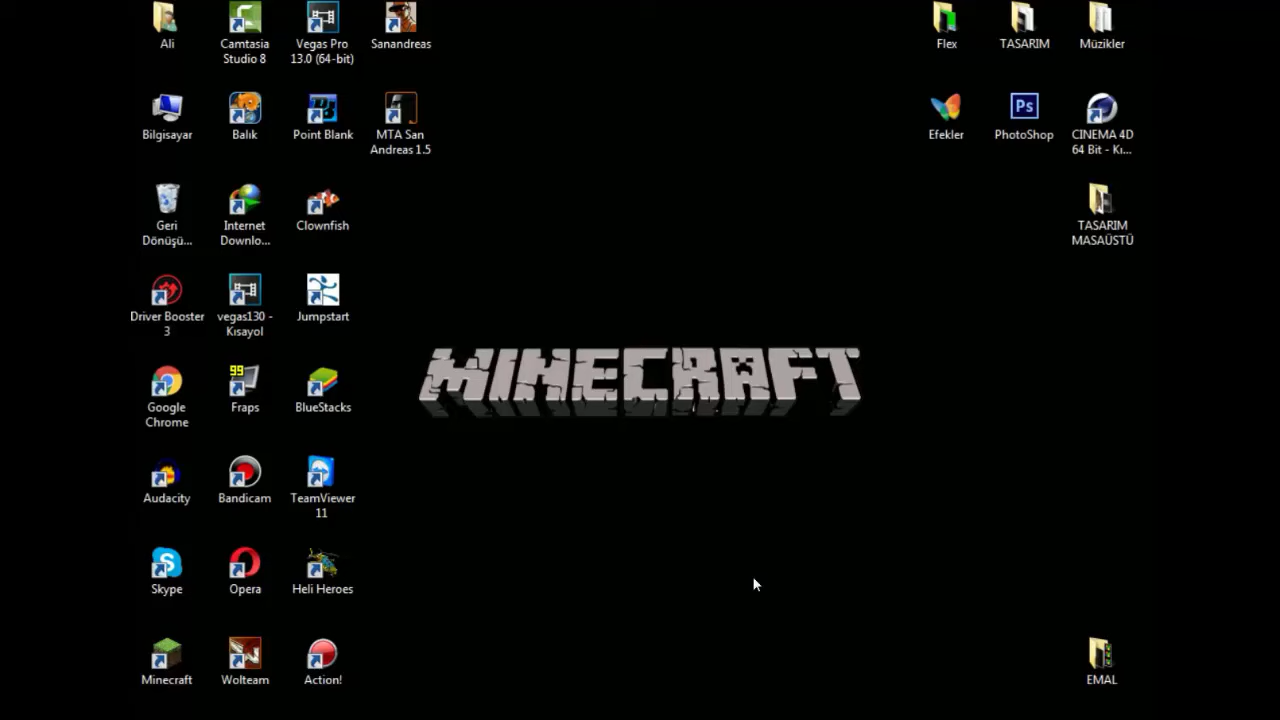 Ali
Camtasia
Studio 8
Vegas Pro
13.0 (64-bit)
Sanandreas
Flex
TASARIM
Müzikler
Bilgisayar
Balık
Point Blank
MTA San
Andreas 1.5
Efekler
PhotoShop
CINEMA 4D
64 Bit - Kı...
Geri
Dönüşü...
Internet
Downlo...
Clownfish
TASARIM
MASAÜSTÜ
Driver Booster
3
vegas130 -
Kısayol
Jumpstart
MINECRAFT
Google
Chrome
99
Fraps
BlueStacks
Audacity
Bandicam
TeamViewer
11
Skype
Opera
Heli Heroes
Minecraft
Wolteam
Action!
EMAL
Ps